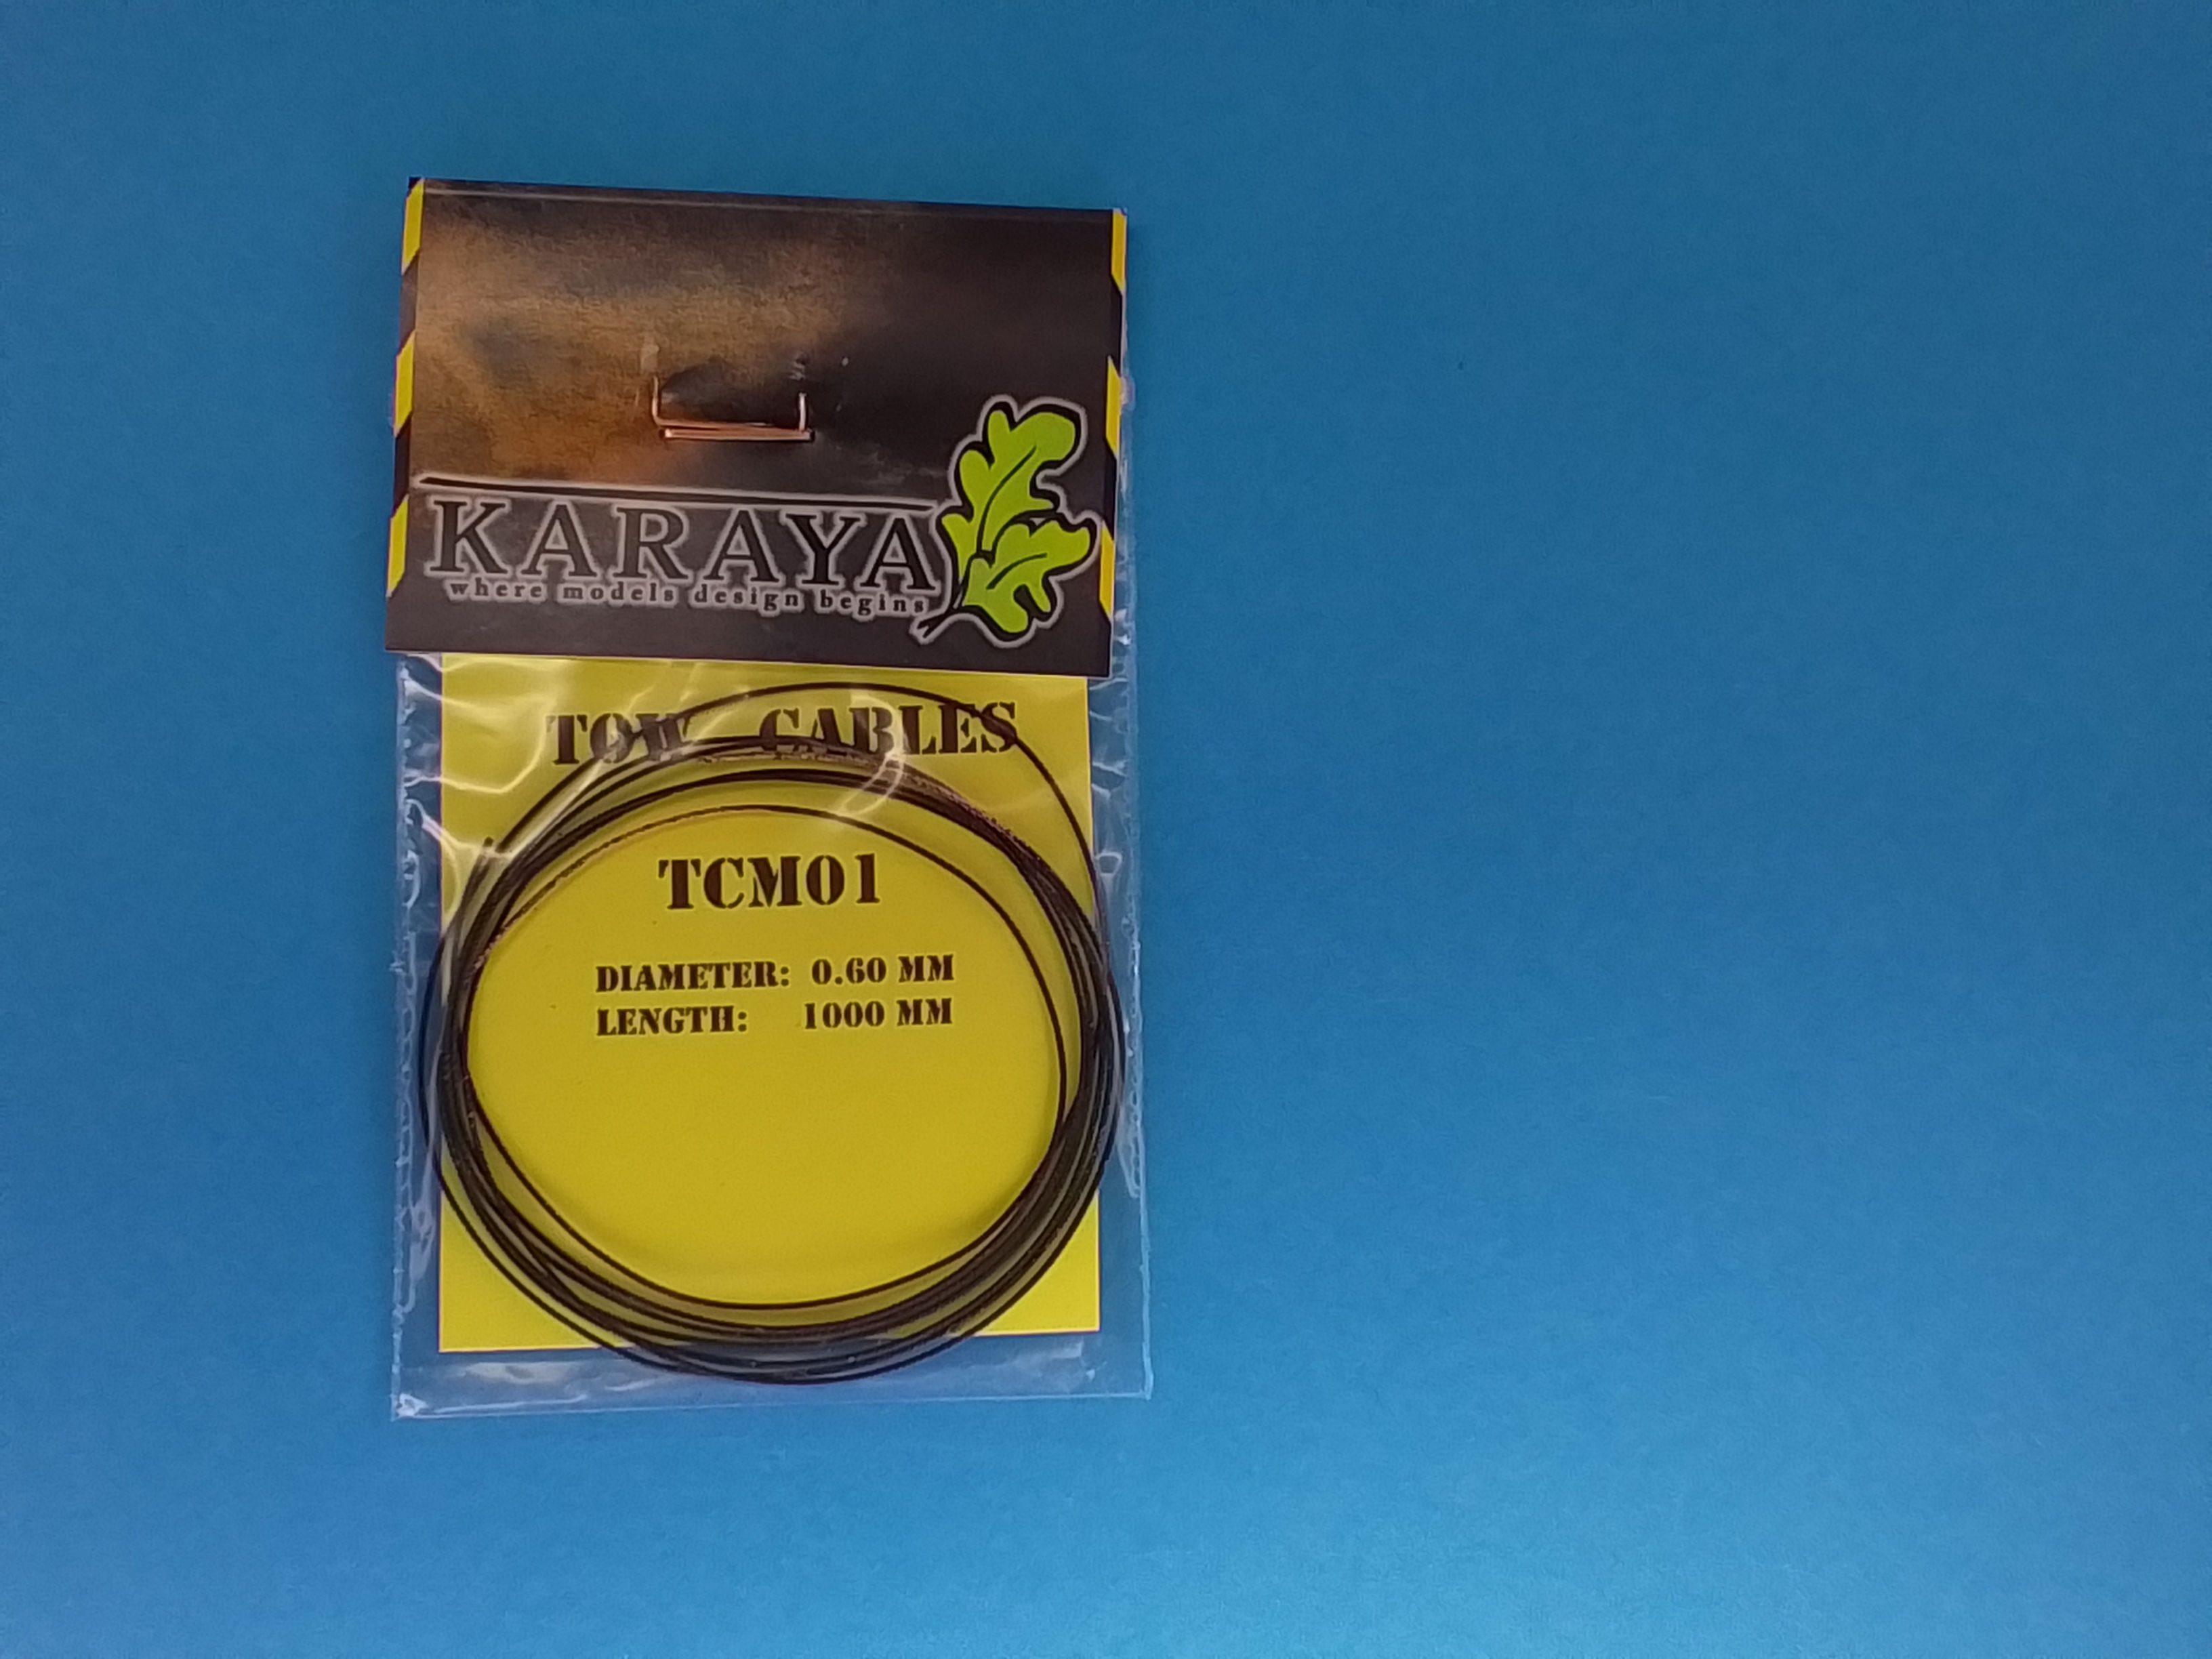 KARAYA
where models design begins
TOW CABLES
TCM01
DIAMETER: 0.60 MM
LENGTH: 1000 MM